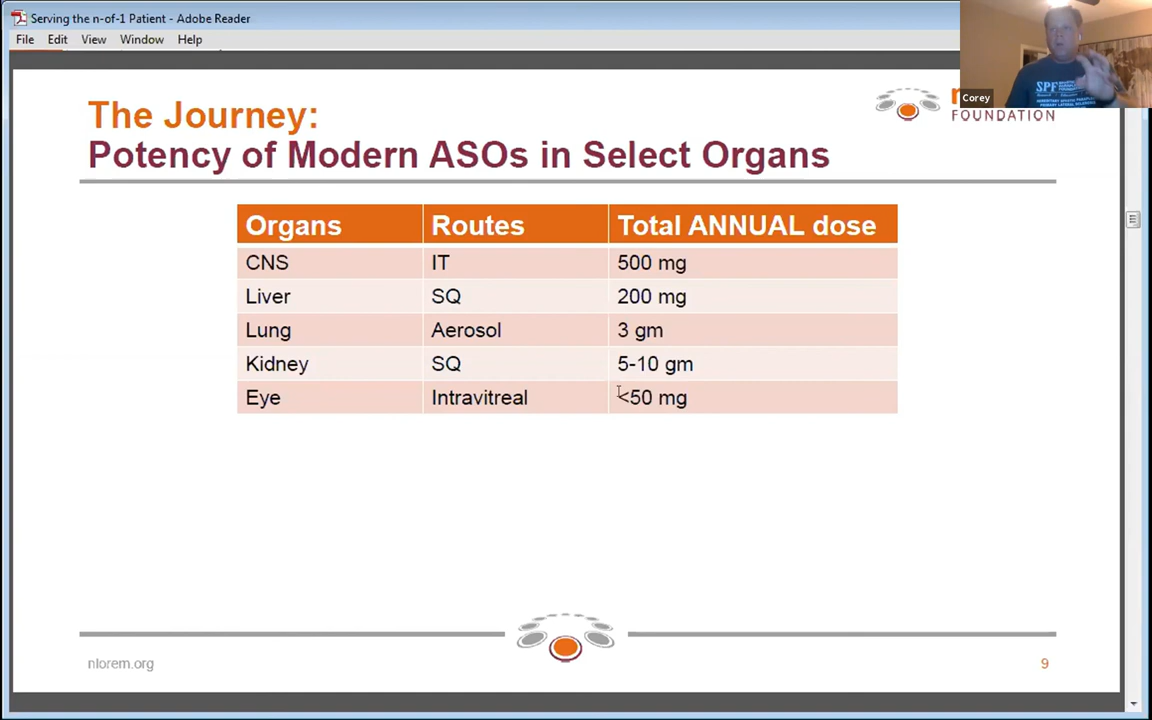 Serving the n-of-1 Patient - Adobe Reader
File Edit View Window Help
Corey
SPF
FOUNDATION
The Journey:
Potency of Modern ASOs in Select Organs
Organs Routes Total ANNUAL dose
CNS IT 500 mg
Liver SQ 200 mg
Lung Aerosol 3 gm
Kidney SQ 5-10 gm
Eye Intravitreal <50 mg
nlorem.org
9